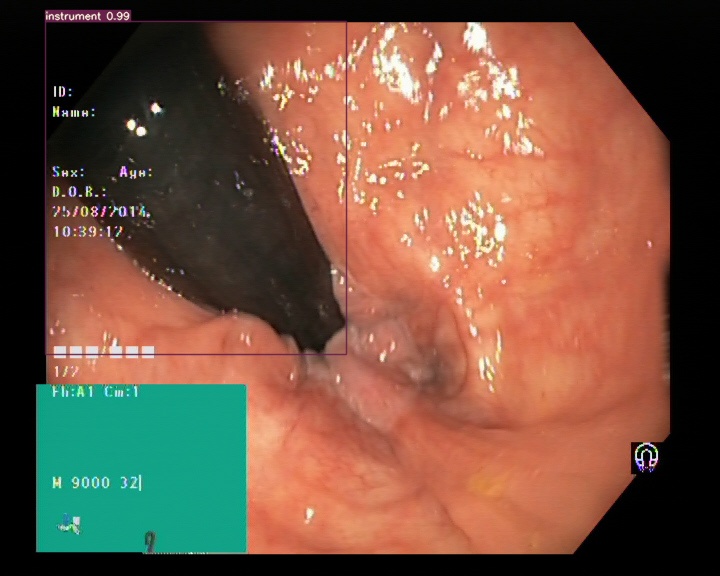 instrument 0.99
ID:
Name:
Sex: Age:
D.O.B.:
25/08/2014
10:39:12
1/2
Eh:A1 Cm:1
M 9000 32